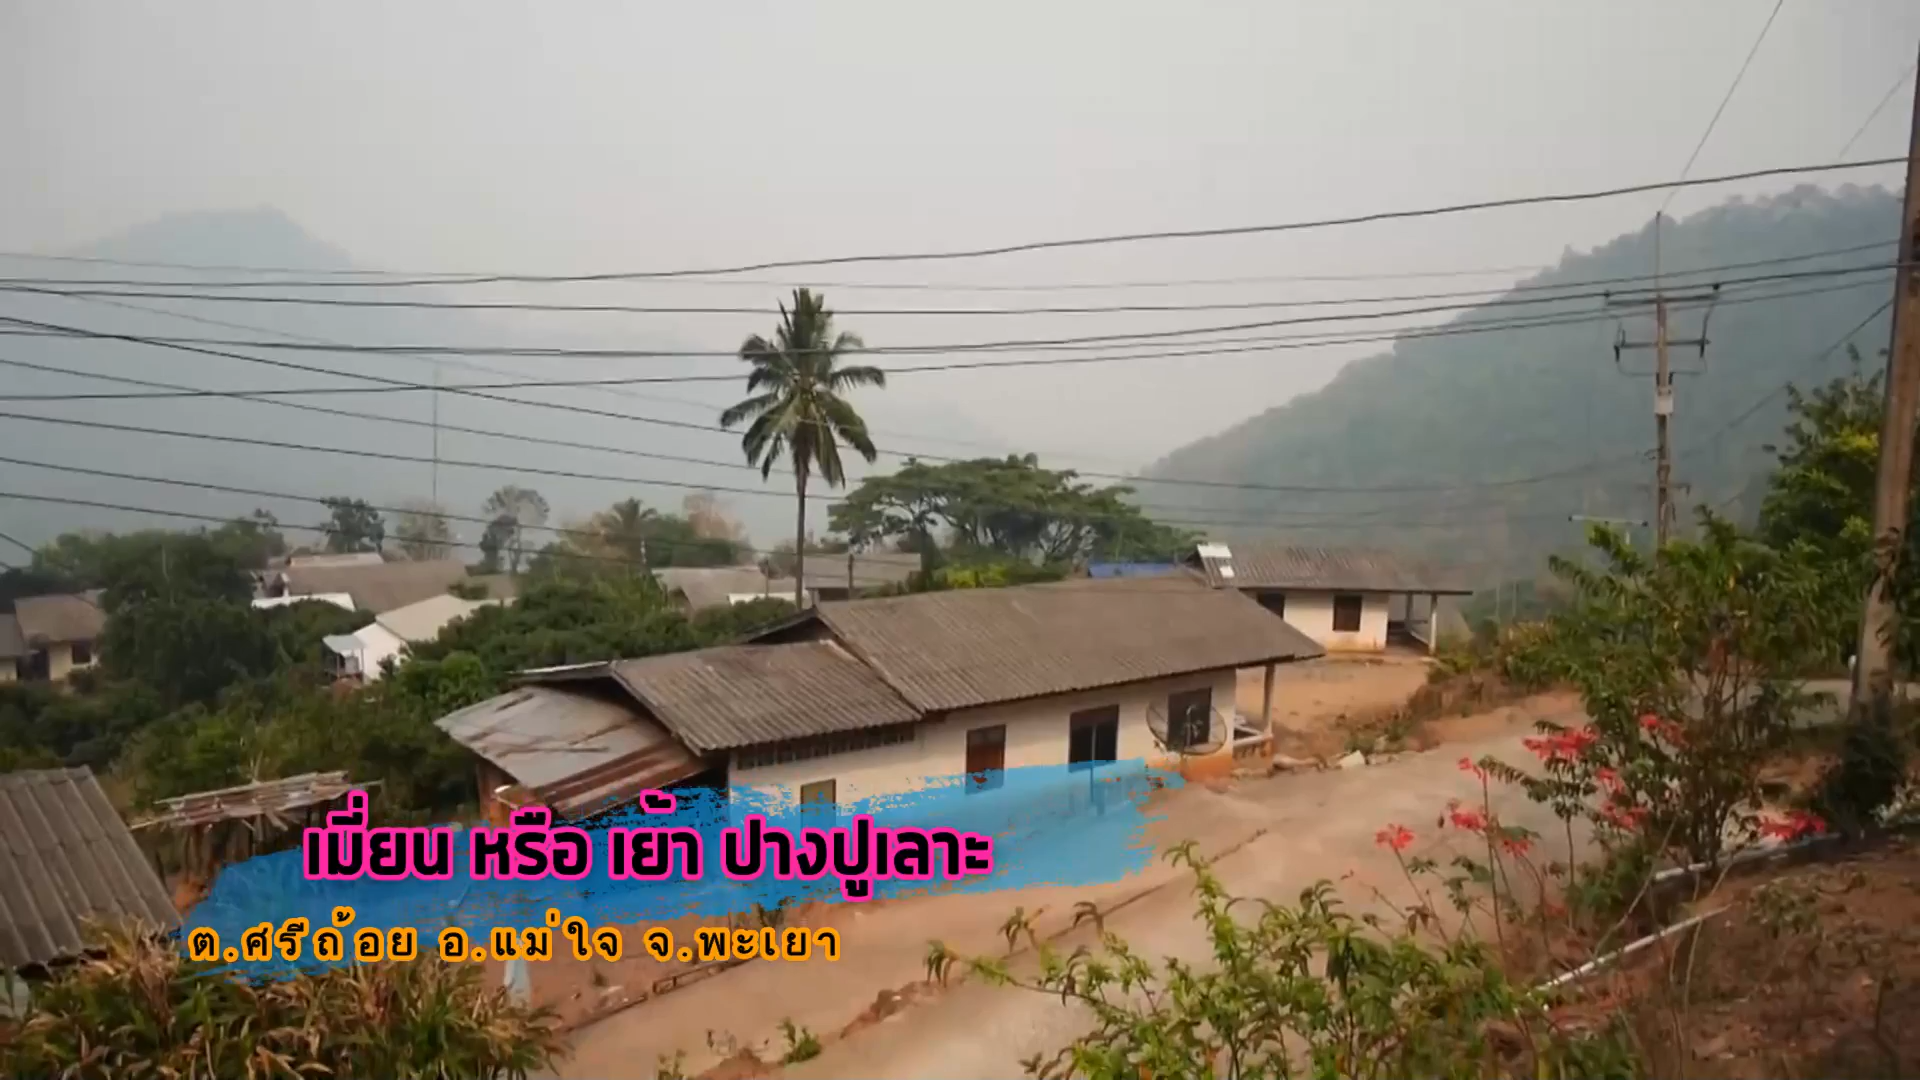 เมี่ยน หรือ เย้า ปางปูเลาะ
ต.ศรีถ้อย อ.แม่ใจ จ.พะเยา